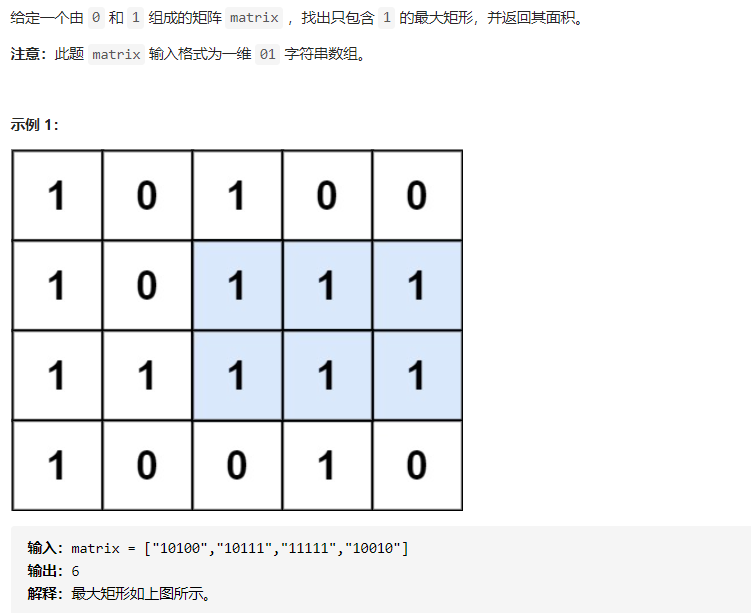 给定一个由 0 和 1 组成的矩阵 matrix ，找出只包含 1 的最大矩形，并返回其面积。
注意：此题 matrix 输入格式为一维 01 字符串数组。
示例 1：
1 0 1 0 0
1 0 1 1 1
1 1 1 1 1
1 0 0 1 0
输入：matrix = ["10100","10111","11111","10010"]
输出：6
解释：最大矩形如上图所示。